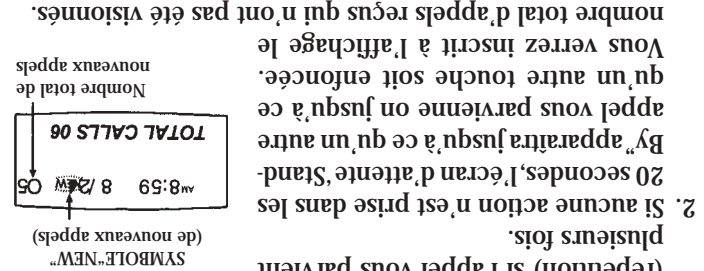 (répétition) si l'appel vous parvient
plusieurs fois.
2. Si aucune action n'est prise dans les
20 secondes, l'écran d'attente "Stand-
By" apparaîtra jusqu'à ce qu'un autre
appel vous parvienne on jusqu'à ce
qu'un autre touche soit enfoncée.
Vous verrez inscrit à l'affichage le
nombre total d'appels reçus qui n'ont pas été visionnés.
SYMBOLE "NEW"
(de nouveaux appels)
AM 8:59 8/2/ NEW 05
TOTAL CALLS 06
Nombre total de
nouveaux appels